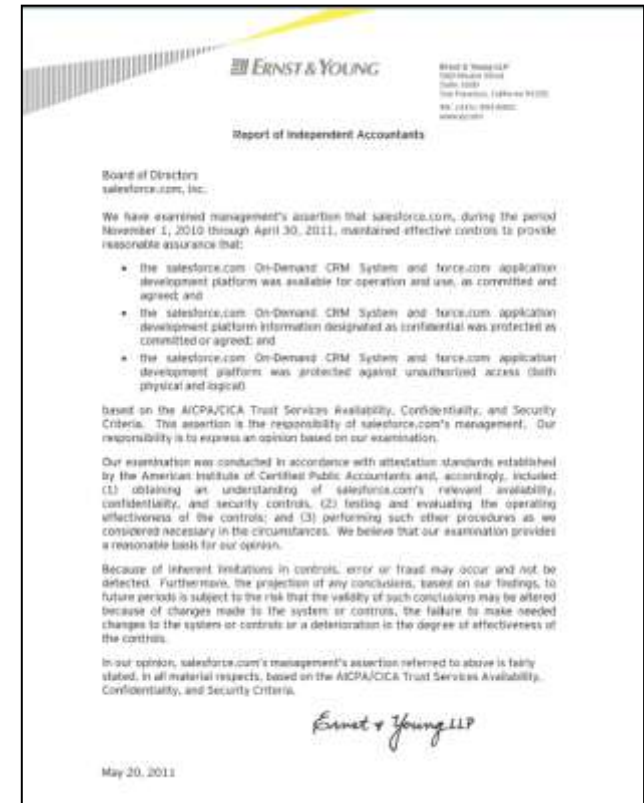 ERNST & YOUNG
Ernst & Young LLP
San Francisco, California
Report of Independent Accountants
Board of Directors
salesforce.com, inc.
We have examined management's assertion that salesforce.com, during the period
November 1, 2010 through April 30, 2011, maintained effective controls to provide
reasonable assurance that:
• the salesforce.com On-Demand CRM System and force.com application
development platform was available for operation and use, as committed and
agreed; and
• the salesforce.com On-Demand CRM System and force.com application
development platform information designated as confidential was protected as
committed or agreed; and
• the salesforce.com On-Demand CRM System and force.com application
development platform was protected against unauthorized access (both
physical and logical)
based on the AICPA/CICA Trust Services Availability, Confidentiality, and Security
Criteria. This assertion is the responsibility of salesforce.com's management. Our
responsibility is to express an opinion based on our examination.
Our examination was conducted in accordance with attestation standards established
by the American Institute of Certified Public Accountants and, accordingly, included
(1) obtaining an understanding of salesforce.com's relevant availability,
confidentiality, and security controls, (2) testing and evaluating the operating
effectiveness of the controls; and (3) performing such other procedures as we
considered necessary in the circumstances. We believe that our examination provides
a reasonable basis for our opinion.
Because of inherent limitations in controls, error or fraud may occur and not be
detected. Furthermore, the projection of any conclusions, based on our findings, to
future periods is subject to the risk that the validity of such conclusions may be altered
because of changes made to the system or controls, the failure to make needed
changes to the system or controls or a deterioration in the degree of effectiveness of
the controls.
In our opinion, salesforce.com's management's assertion referred to above is fairly
stated, in all material respects, based on the AICPA/CICA Trust Services Availability,
Confidentiality, and Security Criteria.
Ernst & Young LLP
May 20, 2011